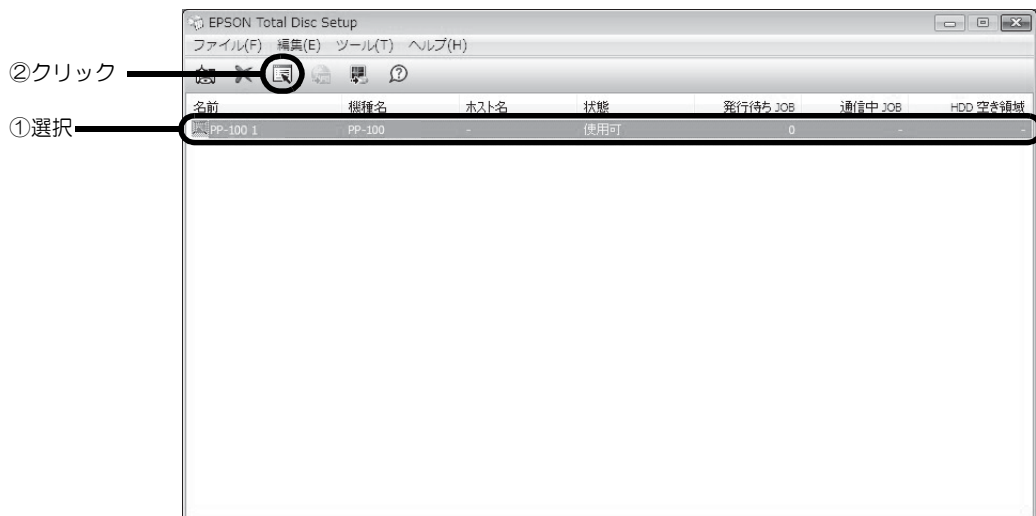 EPSON Total Disc Setup
ファイル(F) 編集(E) ツール(T) ヘルプ(H)
②クリック
名前 機種名 ホスト名 状態 発行待ち JOB 通信中 JOB HDD 空き領域
①選択
PP-100 1 PP-100 - 使用可 0 - -